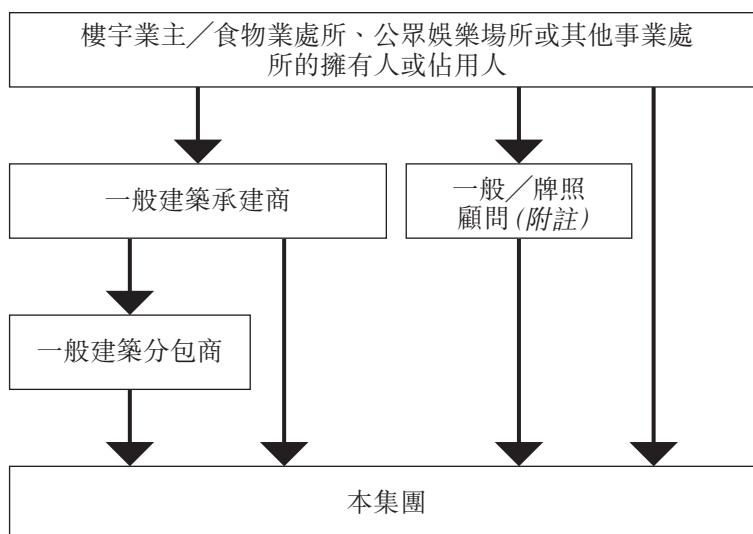 樓宇業主／食物業處所、公眾娛樂場所或其他事業處
所的擁有人或佔用人
一般建築承建商
一般／牌照
顧問(附註)
一般建築分包商
本集團